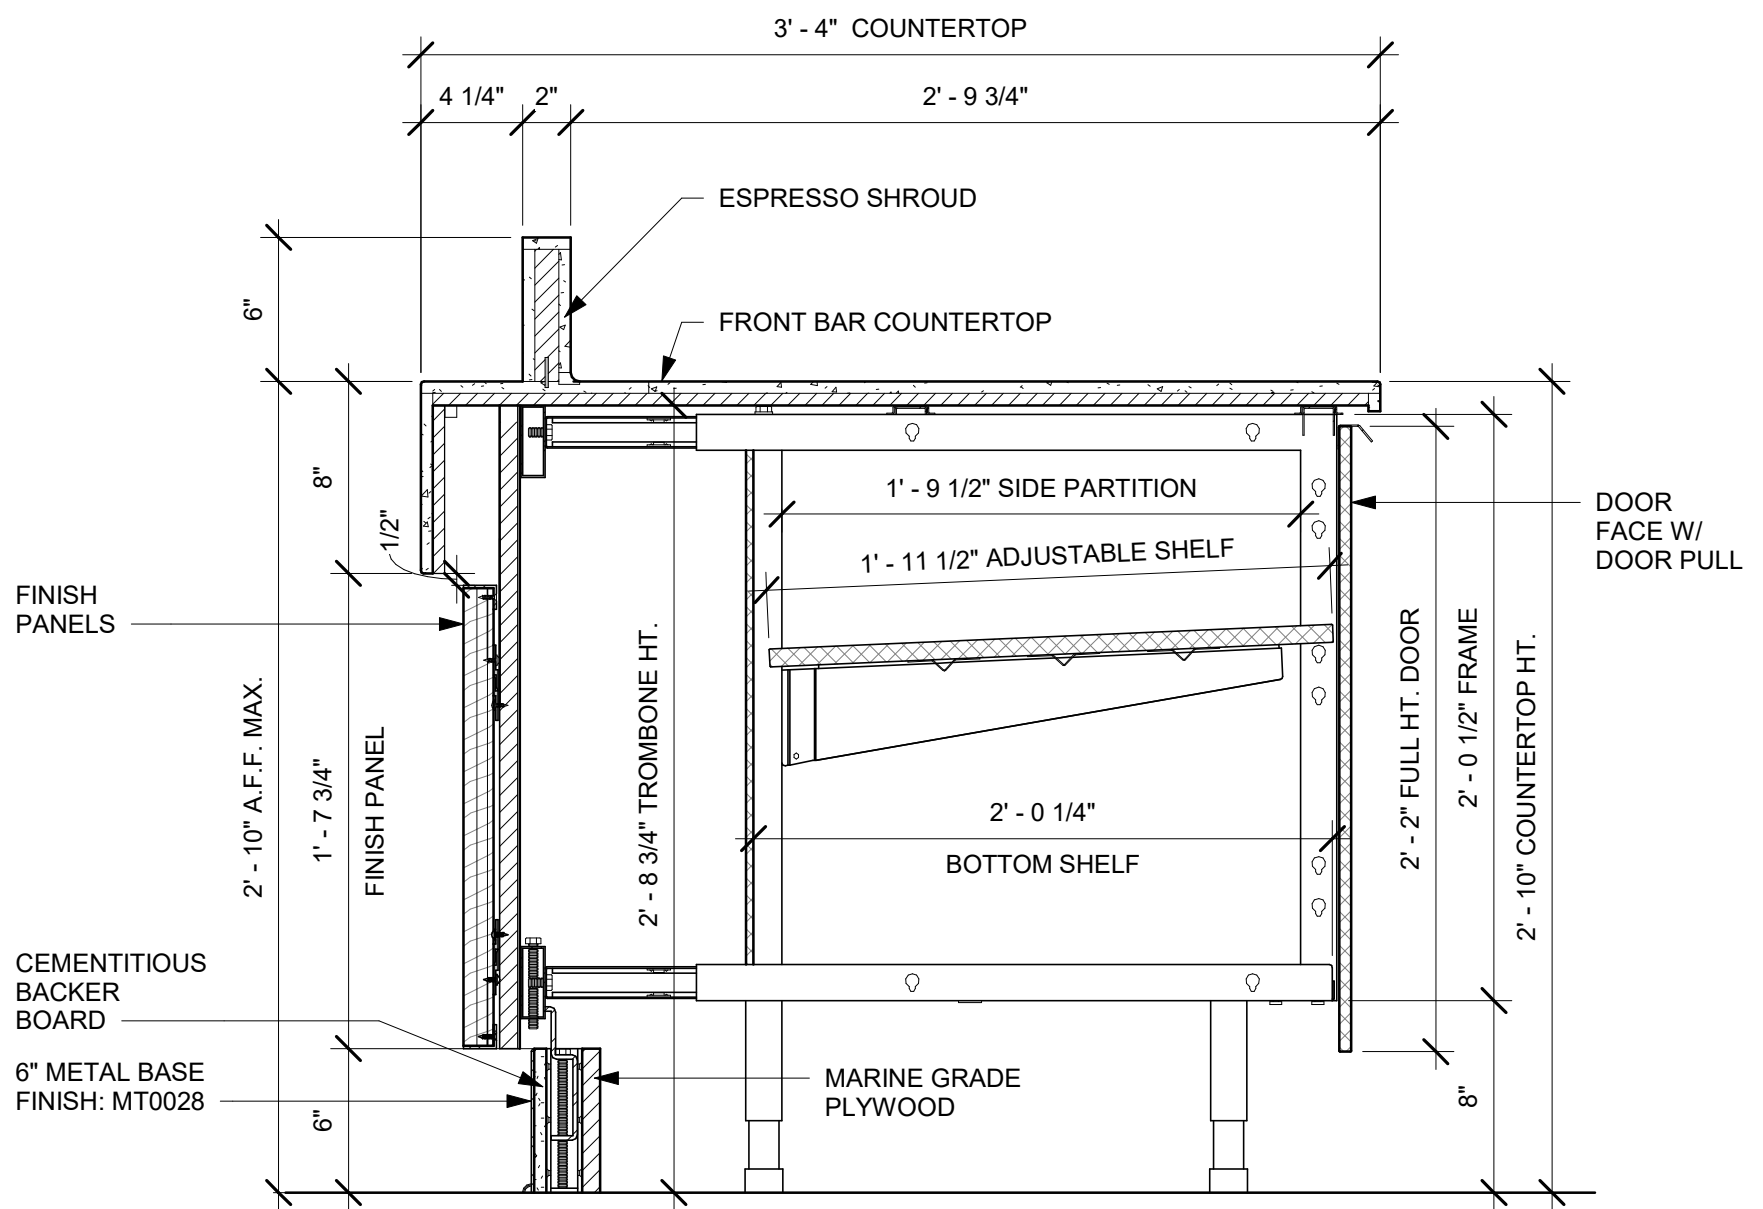 3' - 4" COUNTERTOP
4 1/4"
2"
2' - 9 3/4"
ESPRESSO SHROUD
6"
FRONT BAR COUNTERTOP
8"
1/2"
1' - 9 1/2" SIDE PARTITION
1' - 11 1/2" ADJUSTABLE SHELF
DOOR
FACE W/
DOOR PULL
FINISH
PANELS
2' - 10" A.F.F. MAX.
1' - 7 3/4"
FINISH PANEL
2' - 8 3/4" TROMBONE HT.
2' - 0 1/4"
BOTTOM SHELF
2' - 2" FULL HT. DOOR
2' - 0 1/2" FRAME
2' - 10" COUNTERTOP HT.
CEMENTITIOUS
BACKER
BOARD
6" METAL BASE
FINISH: MT0028
6"
MARINE GRADE
PLYWOOD
8"